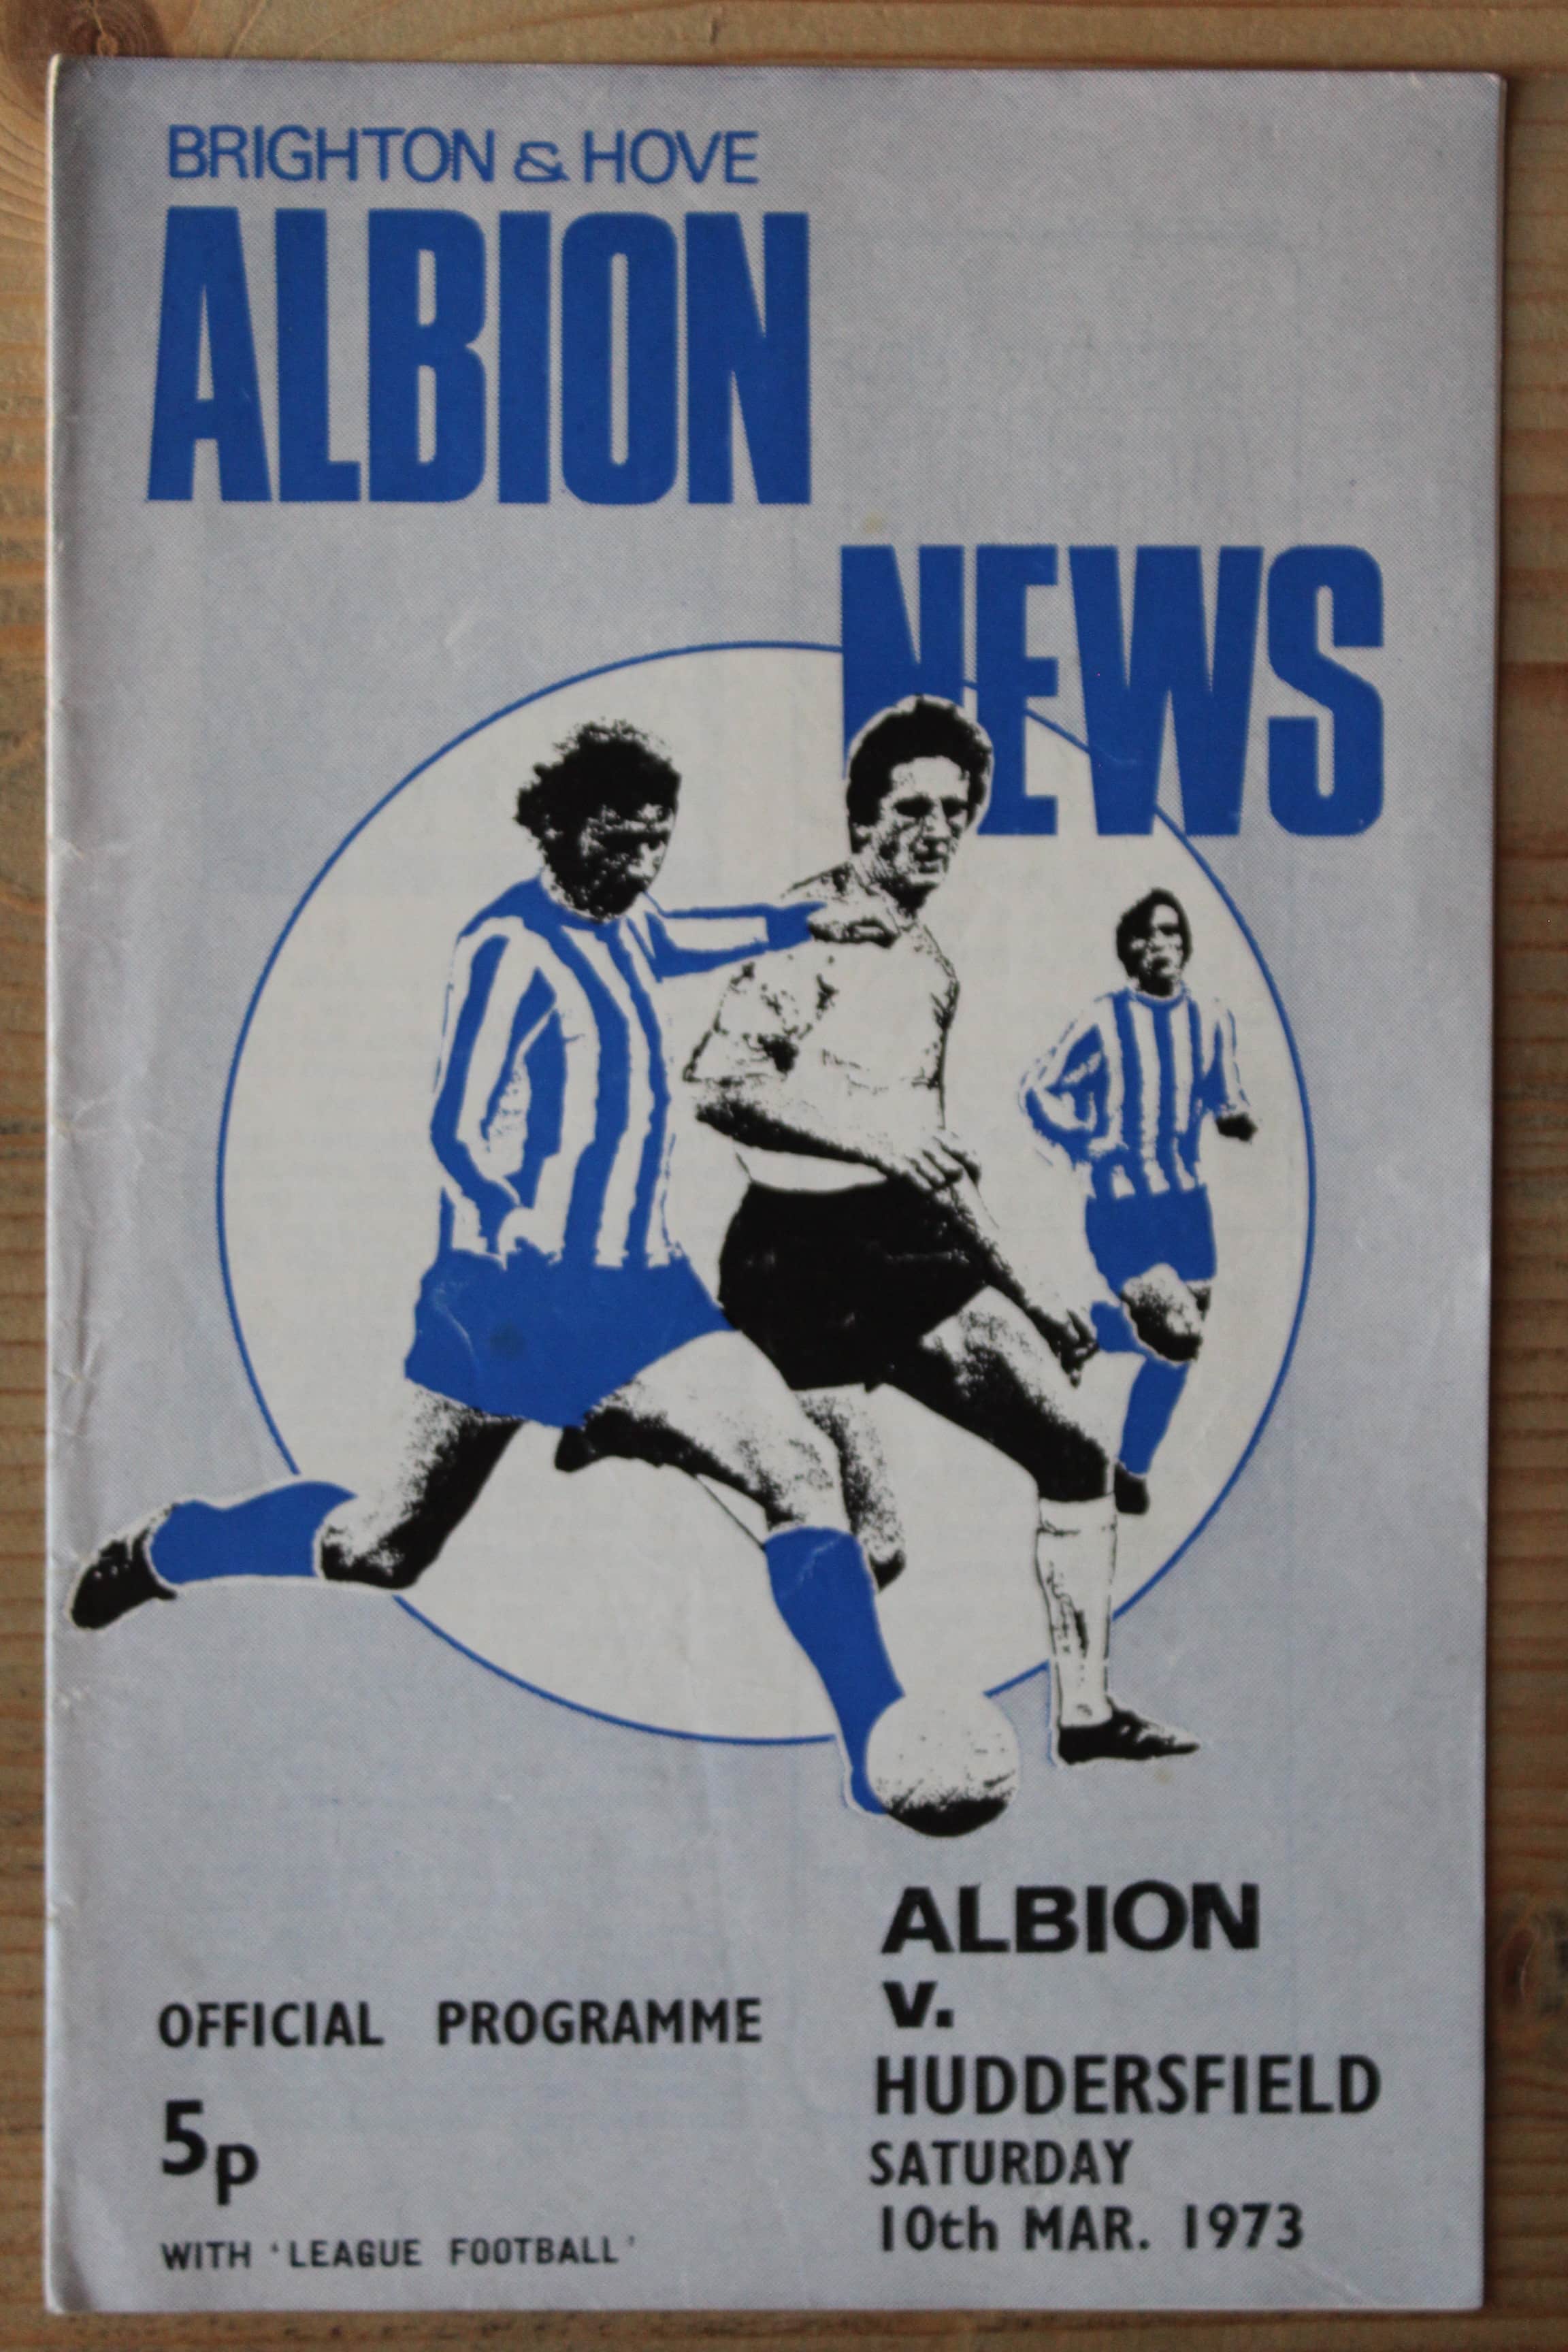 BRIGHTON & HOVE
ALBION
NEWS
ALBION
v.
HUDDERSFIELD
SATURDAY
10th MAR. 1973
OFFICIAL PROGRAMME
5p
WITH 'LEAGUE FOOTBALL'